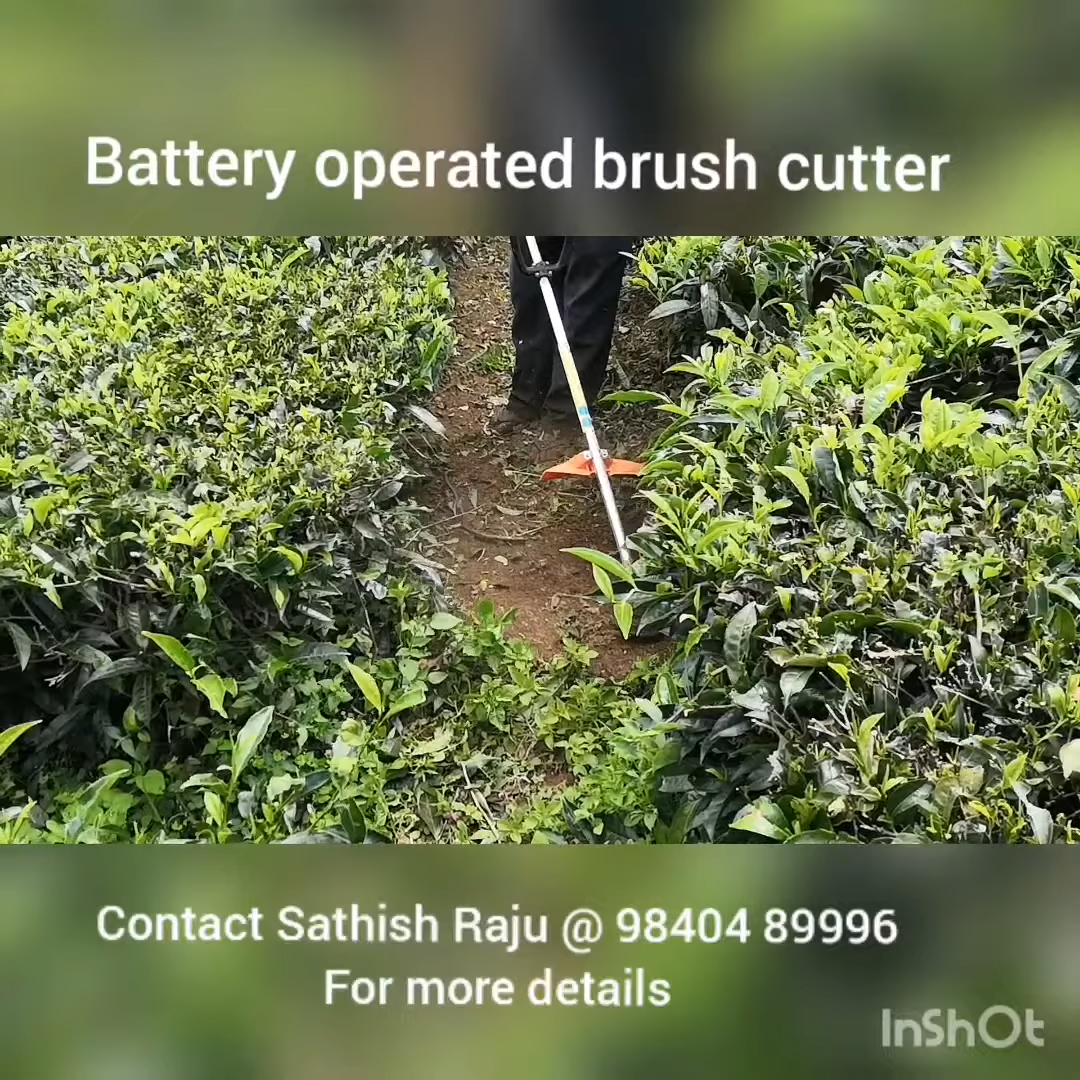 Battery operated brush cutter
Contact Sathish Raju @ 98404 89996
For more details
InShOt